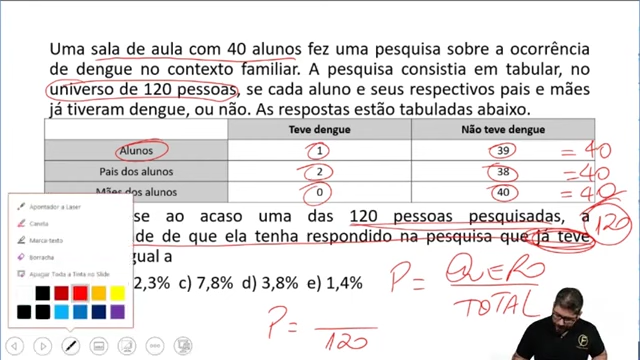 Uma sala de aula com 40 alunos fez uma pesquisa sobre a ocorrência
de dengue no contexto familiar. A pesquisa consistia em tabular, no
universo de 120 pessoas, se cada aluno e seus respectivos pais e mães
já tiveram dengue, ou não. As respostas estão tabuladas abaixo.
Teve dengue Não teve dengue
Alunos 1 39 = 40
Pais dos alunos 2 38 = 40
Mães dos alunos 0 40 = 40
se ao acaso uma das 120 pessoas pesquisadas, a 120
de de que ela tenha respondido na pesquisa que já teve
igual a
2,3% c) 7,8% d) 3,8% e) 1,4%
P = QUERO
TOTAL
P =
120
Apontador a Laser
Caneta
Marca-texto
Borracha
Apagar Toda a Tinta no Slide